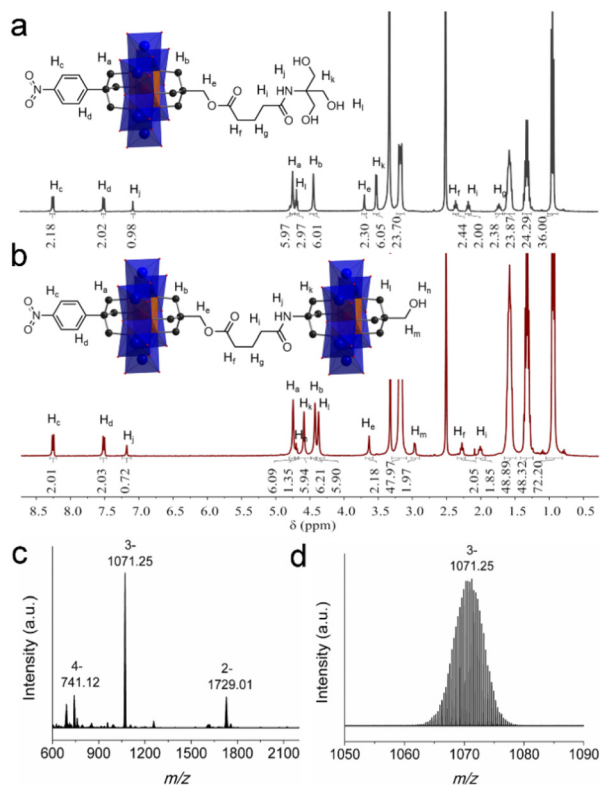 a
Hc
Ha
Hb
He
Hi
Hj
Hk
Hl
Hd
Hf
Hg
O₂N
O
O
O
NH
OH
OH
OH
Hc
Hd
Hj
Ha
Hl
Hb
He
Hk
Hf
Hi
Hg
2.18
2.02
0.98
5.97
2.97
6.01
2.30
6.05
23.70
2.44
2.00
2.38
23.87
24.29
36.00
b
Hc
Ha
Hb
He
Hi
Hj
Hk
Hl
Hn
Hd
Hf
Hg
Hm
O₂N
O
O
O
HN
OH
Hc
Hd
Hj
Ha
Hk
Hb
Hl
He
Hm
Hf
Hi
2.01
2.03
0.72
6.09
1.35
5.94
6.21
5.90
2.18
47.97
1.97
2.05
1.85
48.89
48.32
72.20
8.5 8.0 7.5 7.0 6.5 6.0 5.5 5.0 4.5 4.0 3.5 3.0 2.5 2.0 1.5 1.0 0.5
δ (ppm)
c
3-
1071.25
4-
741.12
2-
1729.01
Intensity (a.u.)
600 1200 1800 2100
m/z
d
3-
1071.25
Intensity (a.u.)
1050 1060 1070 1080 1090
m/z